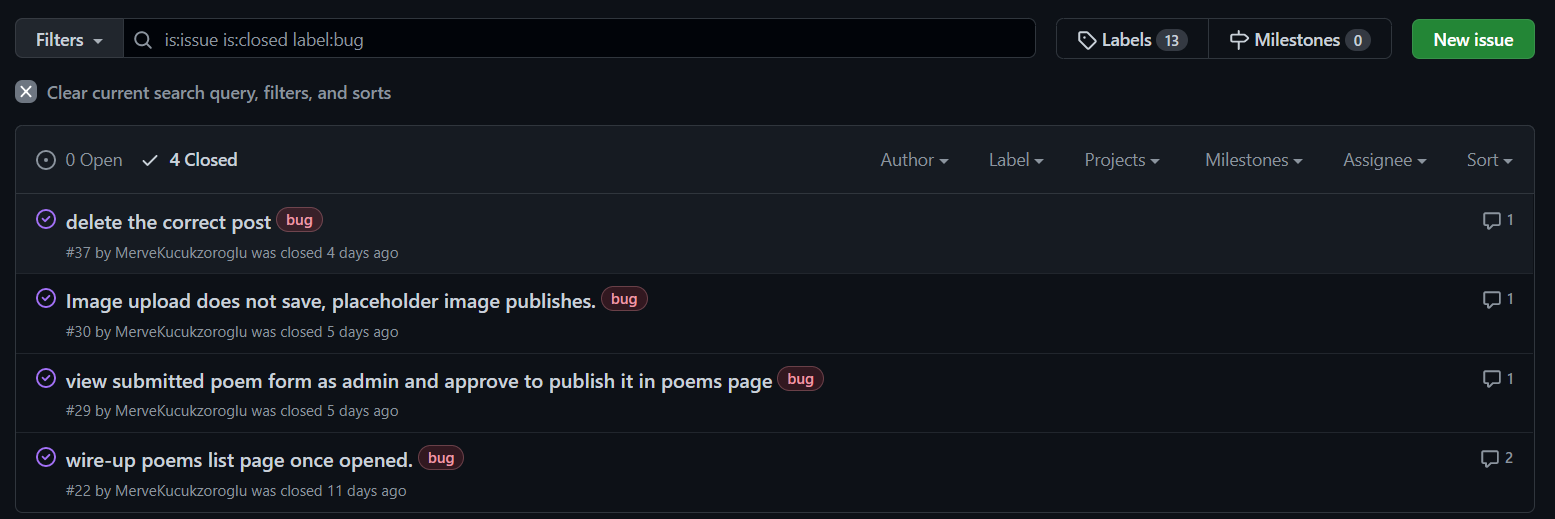 Filters is:issue is:closed label:bug Labels 13 Milestones 0 New issue
Clear current search query, filters, and sorts
0 Open 4 Closed Author Label Projects Milestones Assignee Sort
delete the correct post bug 1
#37 by MerveKucukzoroglu was closed 4 days ago
Image upload does not save, placeholder image publishes. bug 1
#30 by MerveKucukzoroglu was closed 5 days ago
view submitted poem form as admin and approve to publish it in poems page bug 1
#29 by MerveKucukzoroglu was closed 5 days ago
wire-up poems list page once opened. bug 2
#22 by MerveKucukzoroglu was closed 11 days ago